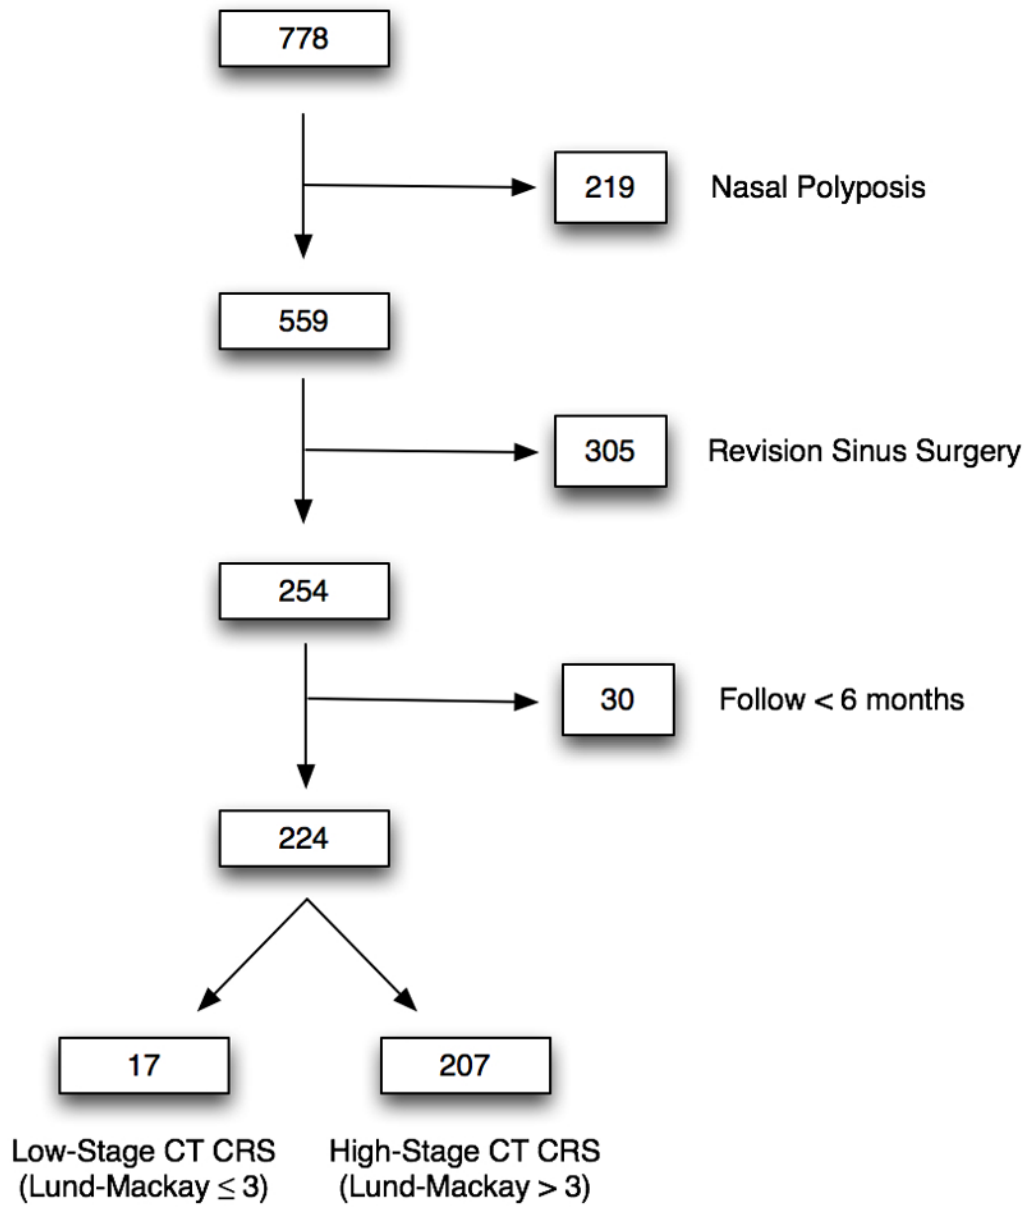 778
219 Nasal Polyposis
559
305 Revision Sinus Surgery
254
30 Follow < 6 months
224
17
207
Low-Stage CT CRS
(Lund-Mackay ≤ 3)
High-Stage CT CRS
(Lund-Mackay > 3)